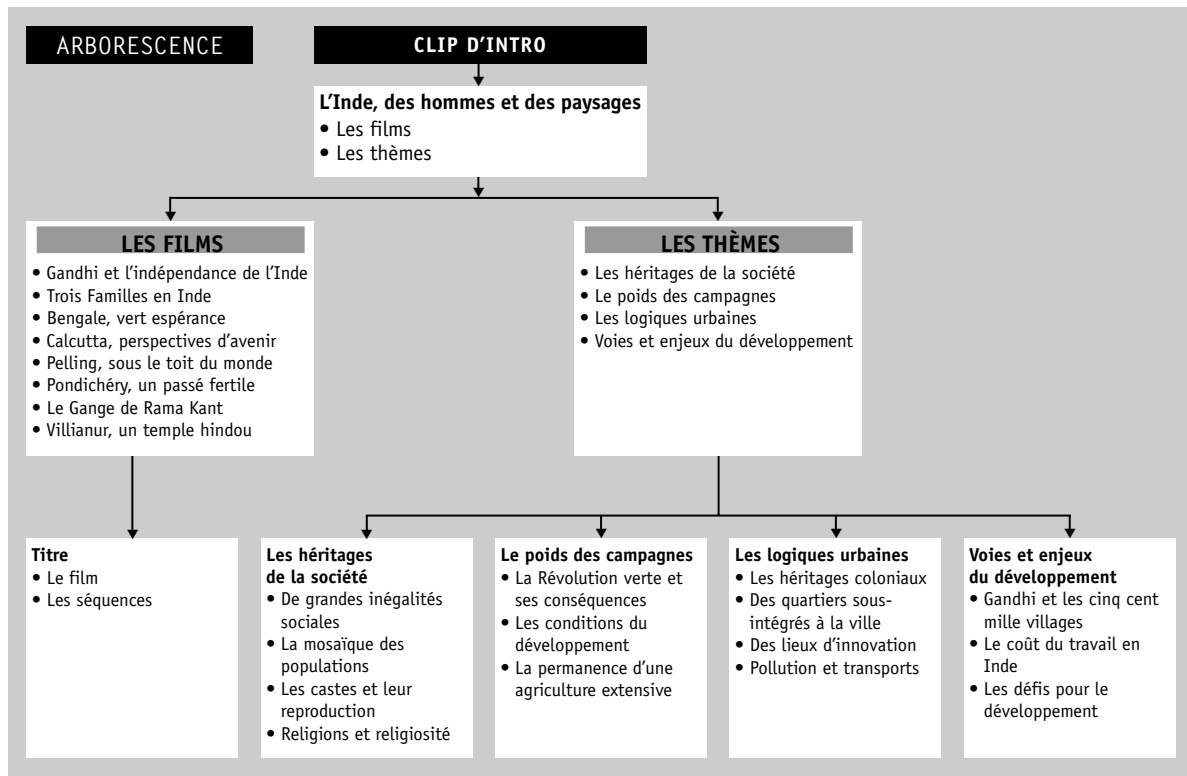 ARBORESCENCE
CLIP D'INTRO
L'Inde, des hommes et des paysages
• Les films
• Les thèmes
LES FILMS
• Gandhi et l'indépendance de l'Inde
• Trois Familles en Inde
• Bengale, vert espérance
• Calcutta, perspectives d'avenir
• Pelling, sous le toit du monde
• Pondichéry, un passé fertile
• Le Gange de Rama Kant
• Villianur, un temple hindou
LES THÈMES
• Les héritages de la société
• Le poids des campagnes
• Les logiques urbaines
• Voies et enjeux du développement
Titre
• Le film
• Les séquences
Les héritages
de la société
• De grandes inégalités
sociales
• La mosaïque des
populations
• Les castes et leur
reproduction
• Religions et religiosité
Le poids des campagnes
• La Révolution verte et
ses conséquences
• Les conditions du
développement
• La permanence d'une
agriculture extensive
Les logiques urbaines
• Les héritages coloniaux
• Des quartiers sous-
intégrés à la ville
• Des lieux d'innovation
• Pollution et transports
Voies et enjeux
du développement
• Gandhi et les cinq cent
mille villages
• Le coût du travail en
Inde
• Les défis pour le
développement